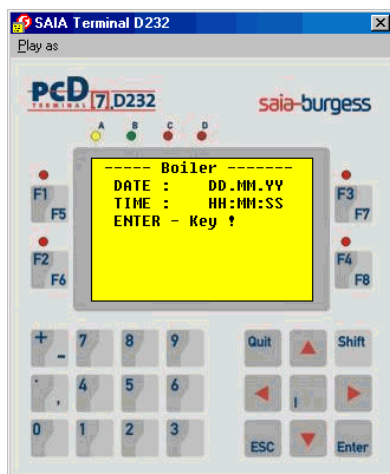 SAIA Terminal D232
Play as
PCD [7].D232
TERMINAL
saia-burgess
A B C D
----- Boiler -------
DATE : DD.MM.YY
TIME : HH:MM:SS
ENTER - Key !
F1
F5
F3
F7
F2
F6
F4
F8
+ - 7 8 9 Quit Shift
. , 4 5 6
0 1 2 3 ESC Enter